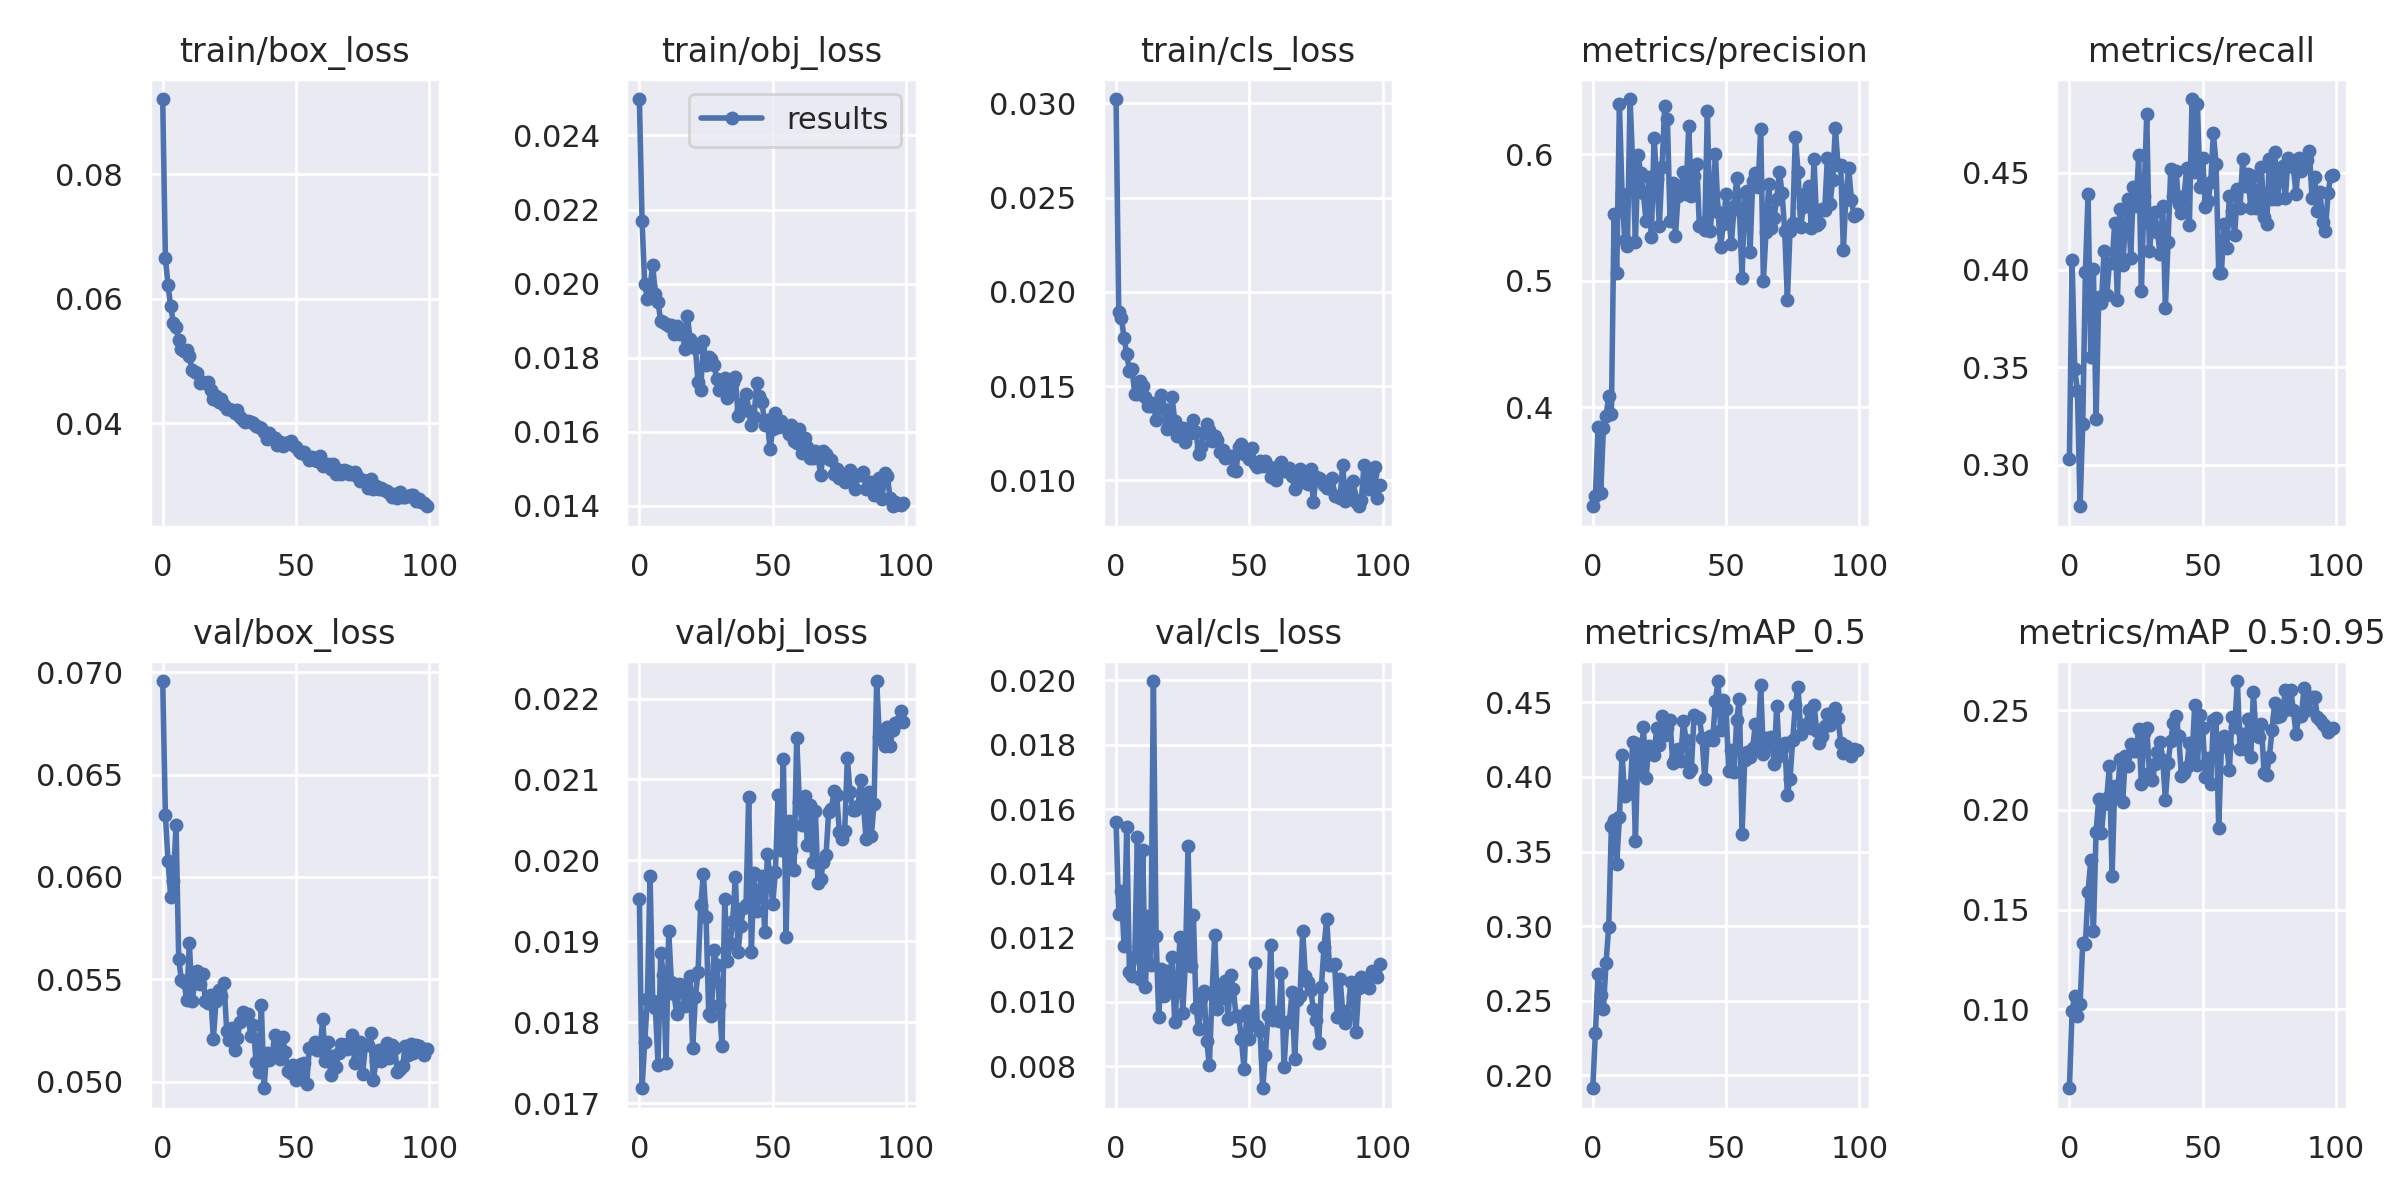 train/box_loss
0.08
0.06
0.04
0 50 100
train/obj_loss
results
0.024
0.022
0.020
0.018
0.016
0.014
0 50 100
train/cls_loss
0.030
0.025
0.020
0.015
0.010
0 50 100
metrics/precision
0.6
0.5
0.4
0 50 100
metrics/recall
0.45
0.40
0.35
0.30
0 50 100
val/box_loss
0.070
0.065
0.060
0.055
0.050
0 50 100
val/obj_loss
0.022
0.021
0.020
0.019
0.018
0.017
0 50 100
val/cls_loss
0.020
0.018
0.016
0.014
0.012
0.010
0.008
0 50 100
metrics/mAP_0.5
0.45
0.40
0.35
0.30
0.25
0.20
0 50 100
metrics/mAP_0.5:0.95
0.25
0.20
0.15
0.10
0 50 100